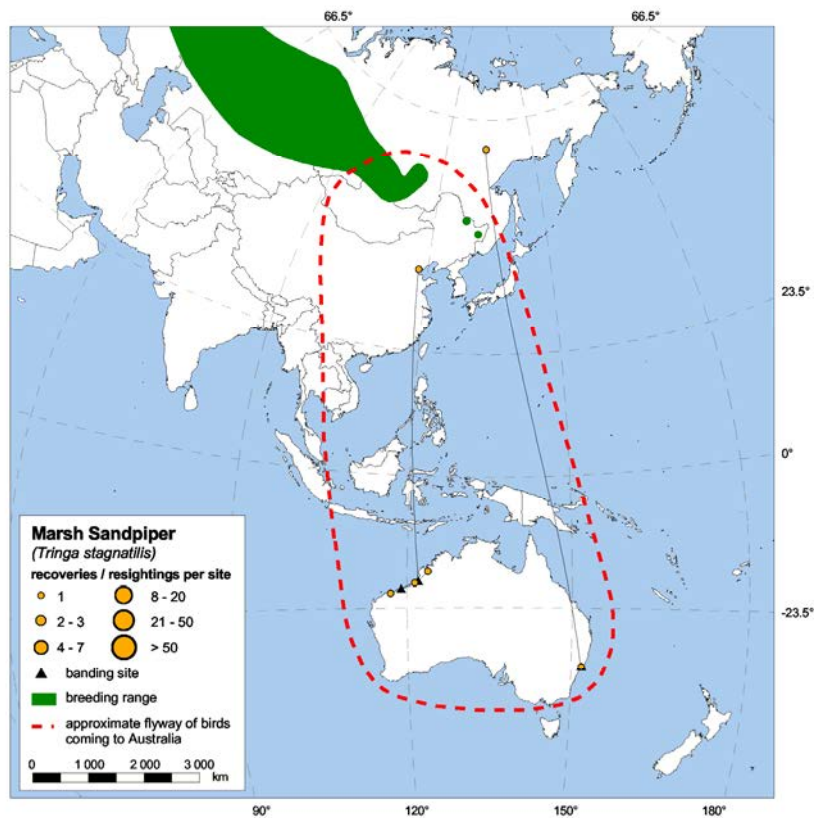 66.5°
66.5°
23.5°
0°
-23.5°
Marsh Sandpiper
(Tringa stagnatilis)
recoveries / resightings per site
1
8 - 20
2 - 3
21 - 50
4 - 7
> 50
banding site
breeding range
approximate flyway of birds
coming to Australia
0 1 000 2 000 3 000
km
90° 120° 150° 180°